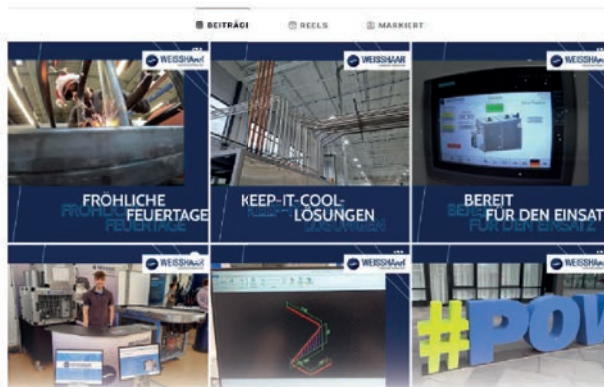 BEITRÄGE
REELS
MARKIERT
WEISSHAAR
WEISSHAAR
WEISSHAAR
FRÖHLICHE
FEUERTAGE
KEEP-IT-COOL-
LÖSUNGEN
BEREIT
FÜR DEN EINSAT
WEISSHAAR
WEISSHAAR
WEISSHAAR
#POW